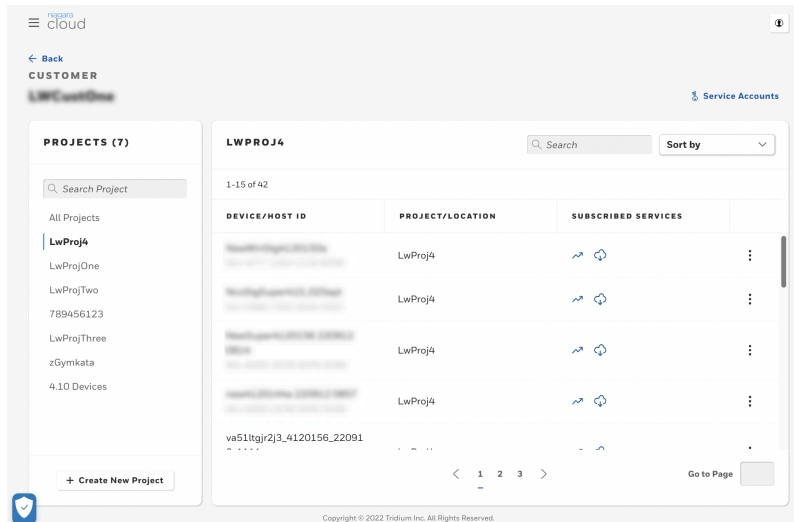 niagara
cloud
Back
CUSTOMER
Service Accounts
PROJECTS (7)
Search Project
All Projects
LwProj4
LwProjOne
LwProjTwo
789456123
LwProjThree
zGymkata
4.10 Devices
+ Create New Project
LWPROJ4
Search
Sort by
1-15 of 42
DEVICE/HOST ID PROJECT/LOCATION SUBSCRIBED SERVICES
LwProj4
LwProj4
LwProj4
LwProj4
va51ltgjr2j3_4120156_22091
1 2 3
Go to Page
Copyright © 2022 Tridium Inc. All Rights Reserved.